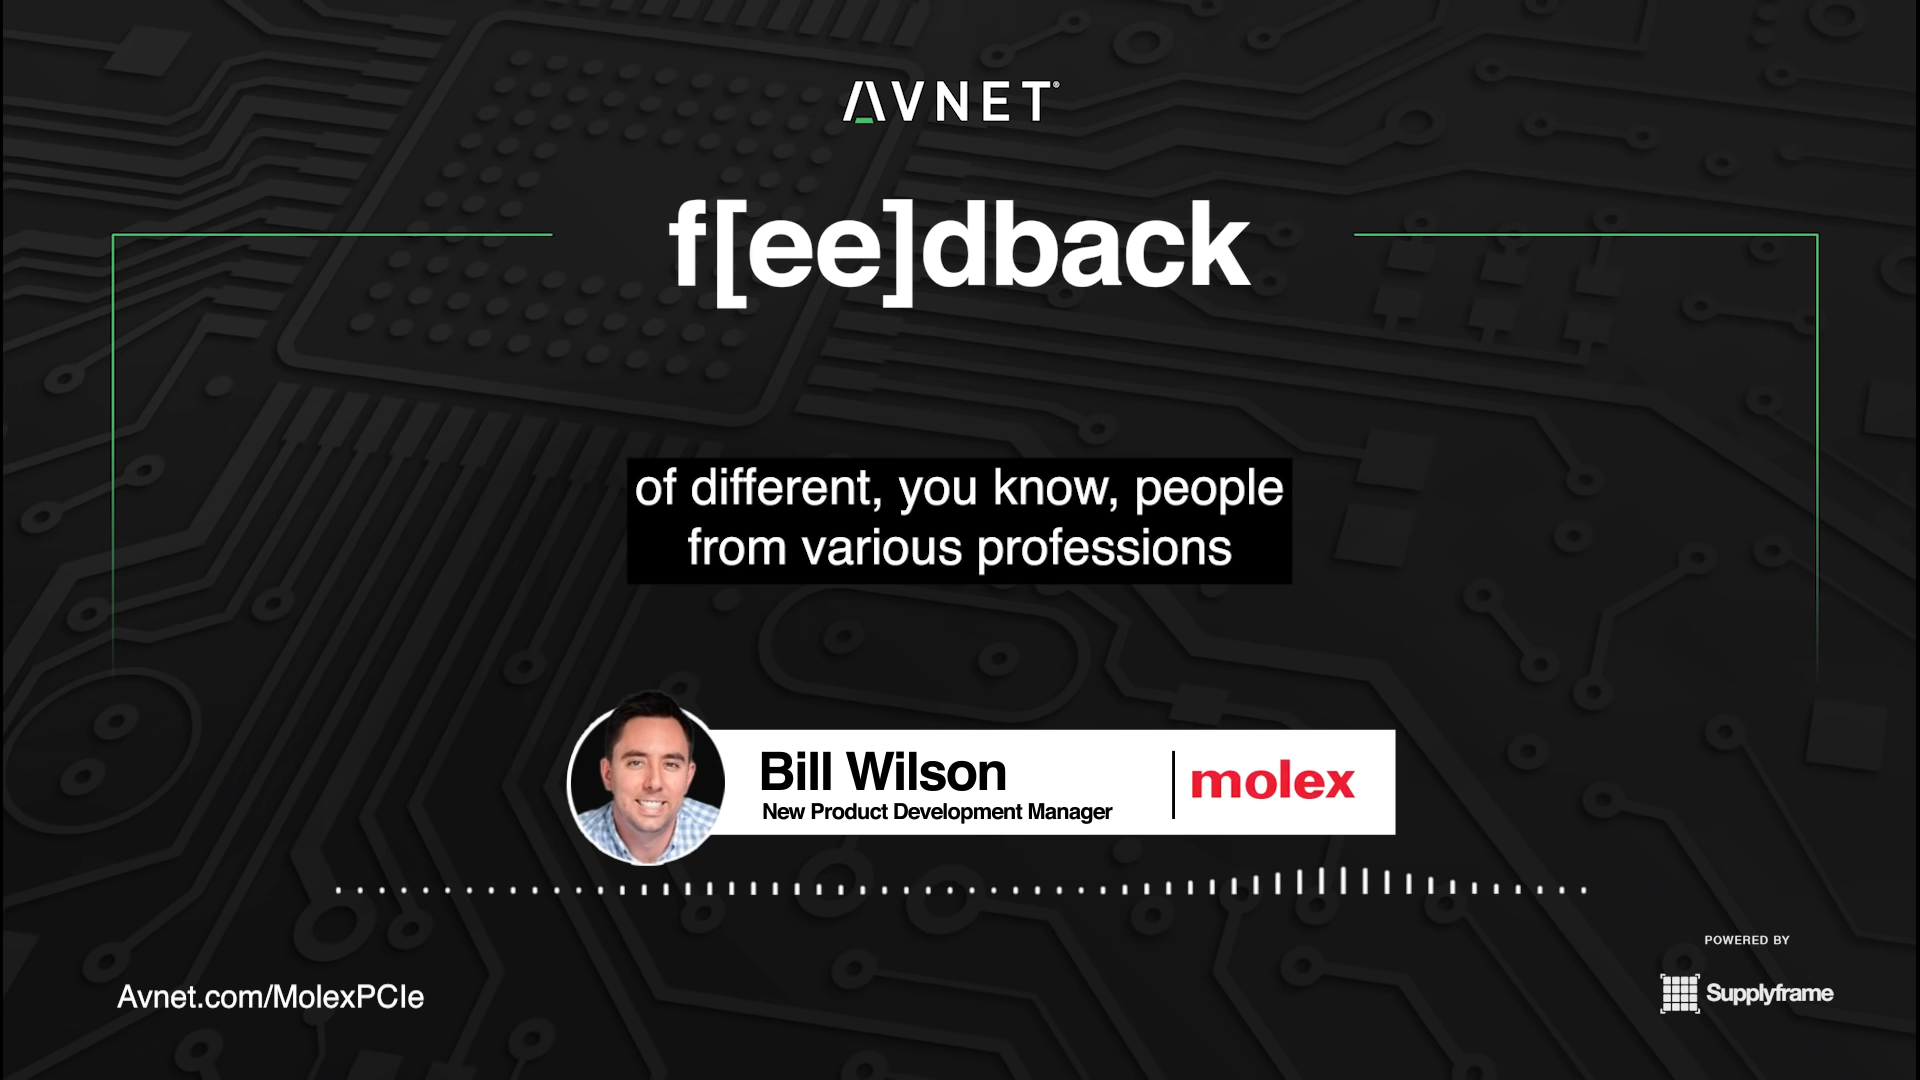 AVNET®
f[ee]dback
of different, you know, people
from various professions
Bill Wilson
New Product Development Manager
molex
Avnet.com/MolexPCIe
POWERED BY
Supplyframe